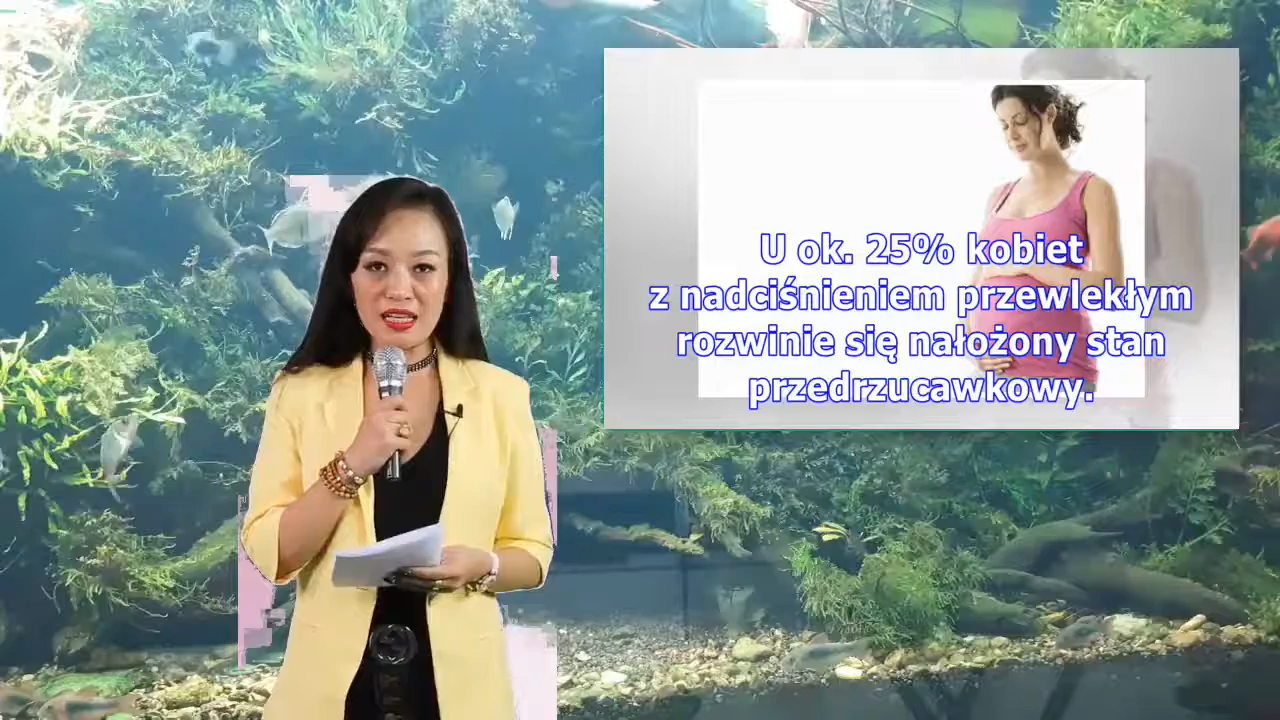 U ok. 25% kobiet
z nadciśnieniem przewlekłym
rozwinie się nałożony stan
przedrzucawkowy.